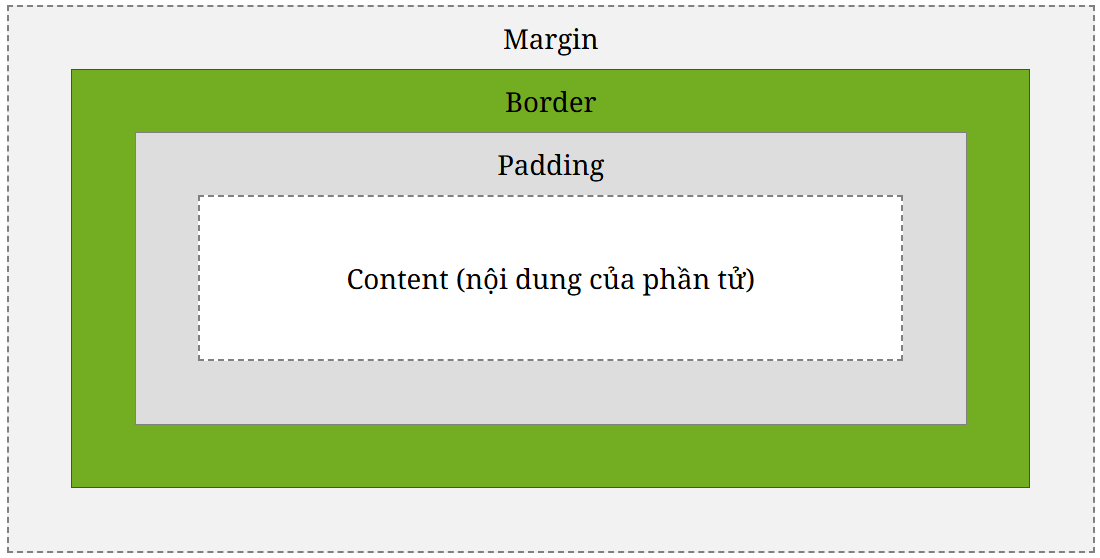 Margin
Border
Padding
Content (nội dung của phần tử)